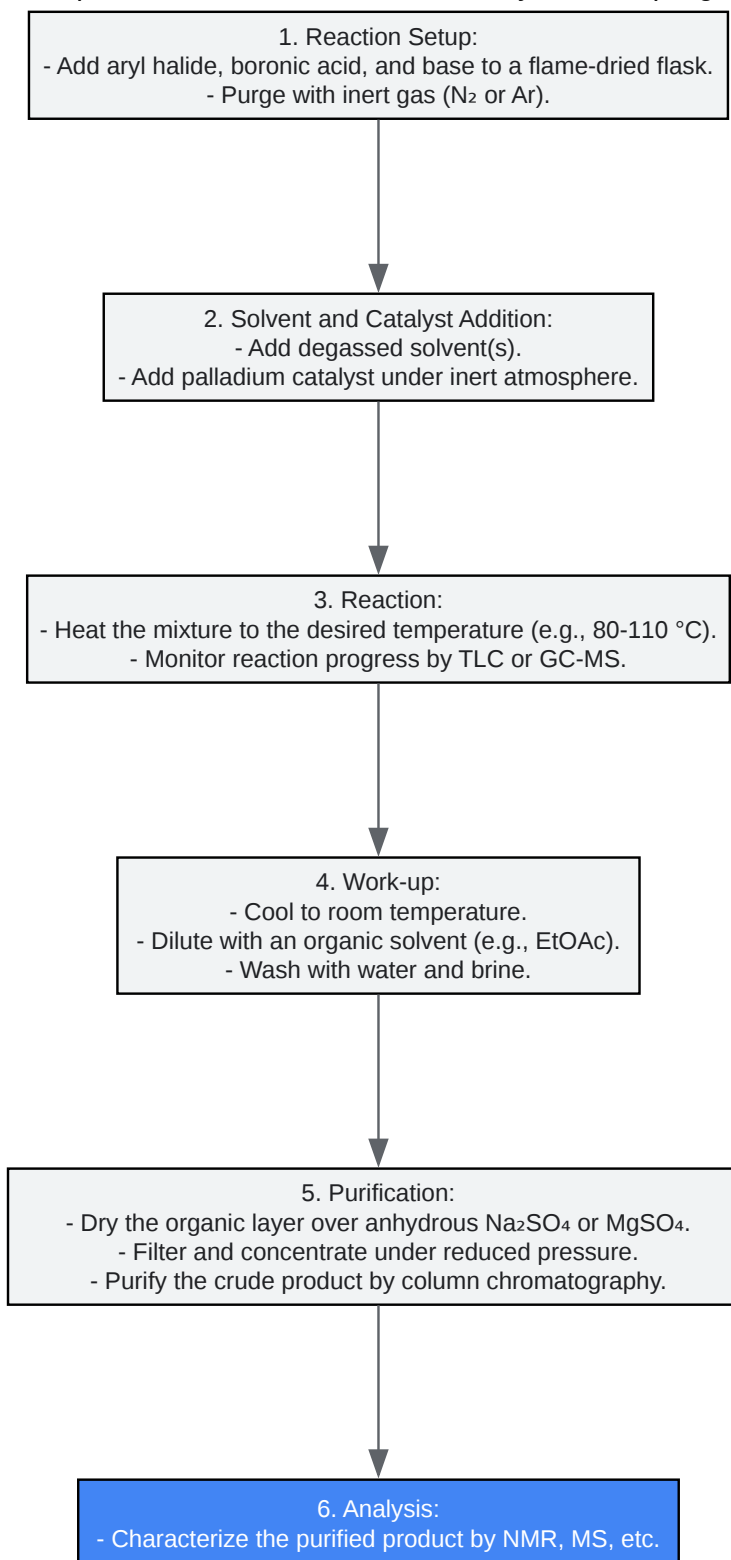 1. Reaction Setup:
- Add aryl halide, boronic acid, and base to a flame-dried flask.
- Purge with inert gas (N₂ or Ar).
2. Solvent and Catalyst Addition:
- Add degassed solvent(s).
- Add palladium catalyst under inert atmosphere.
3. Reaction:
- Heat the mixture to the desired temperature (e.g., 80-110 °C).
- Monitor reaction progress by TLC or GC-MS.
4. Work-up:
- Cool to room temperature.
- Dilute with an organic solvent (e.g., EtOAc).
- Wash with water and brine.
5. Purification:
- Dry the organic layer over anhydrous Na₂SO₄ or MgSO₄.
- Filter and concentrate under reduced pressure.
- Purify the crude product by column chromatography.
6. Analysis:
- Characterize the purified product by NMR, MS, etc.